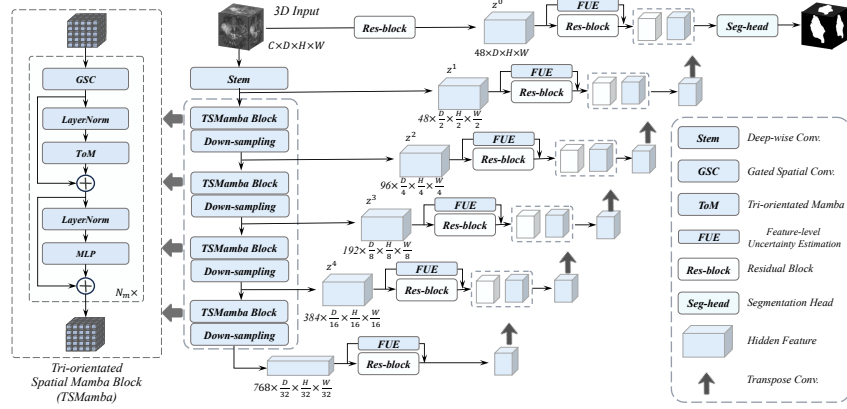 3D Input
C×D×H×W
Res-block
z⁰
48×D×H×W
FUE
Res-block
Seg-head
GSC
LayerNorm
ToM
LayerNorm
MLP
Nₘ×
Tri-orientated
Spatial Mamba Block
(TSMamba)
Stem
TSMamba Block
Down-sampling
TSMamba Block
Down-sampling
TSMamba Block
Down-sampling
TSMamba Block
Down-sampling
z¹
48× D/2 × H/2 × W/2
FUE
Res-block
z²
96× D/4 × H/4 × W/4
FUE
Res-block
z³
192× D/8 × H/8 × W/8
FUE
Res-block
z⁴
384× D/16 × H/16 × W/16
FUE
Res-block
768× D/32 × H/32 × W/32
FUE
Res-block
Stem Deep-wise Conv.
GSC Gated Spatial Conv.
ToM Tri-orientated Mamba
FUE Feature-level
Uncertainty Estimation
Res-block Residual Block
Seg-head Segmentation Head
Hidden Feature
Transpose Conv.